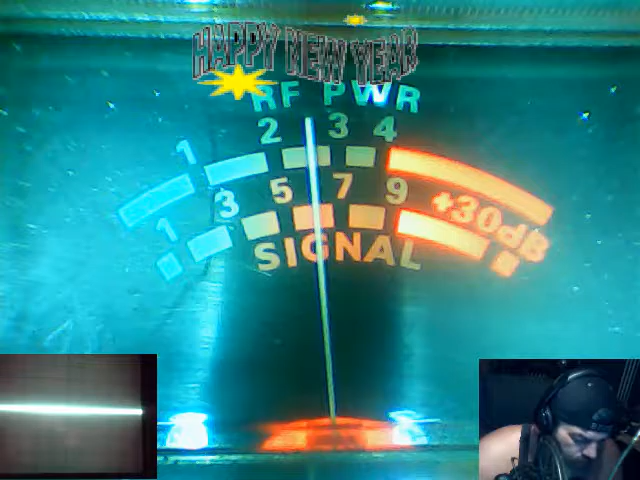 HAPPY NEW YEAR
RF PWR
1 2 3 4
1 3 5 7 9 +30dB
SIGNAL